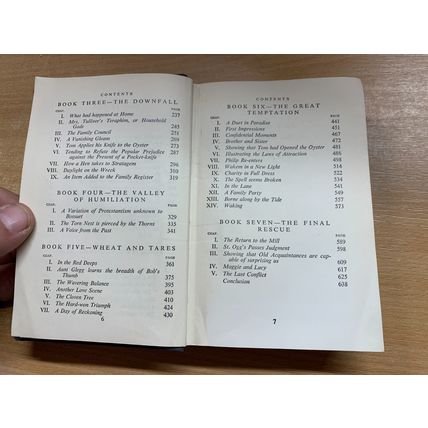 CONTENTS
BOOK THREE—THE DOWNFALL
CHAP. PAGE
I. What had happened at Home 237
II. Mrs. Tulliver's Teraphim, or Household
Gods 245
III. The Family Council 251
IV. A Vanishing Gleam 269
V. Tom Applies his Knife to the Oyster 273
VI. Tending to Refute the Popular Prejudice
against the Present of a Pocket-knife
VII. How a Hen takes to Stratagem 296
VIII. Daylight on the Wreck 310
IX. An Item Added to the Family Register 319
BOOK FOUR—THE VALLEY
OF HUMILIATION
CHAP. PAGE
I. A Variation of Protestantism unknown to
Bossuet 329
II. The Torn Nest is pierced by the Thorns 335
III. A Voice from the Past 341
BOOK FIVE—WHEAT AND TARES
CHAP. PAGE
I. In the Red Deeps 361
II. Aunt Glegg learns the breadth of Bob's
Thumb 375
III. The Wavering Balance 395
IV. Another Love Scene 403
V. The Cloven Tree 410
VI. The Hard-won Triumph 424
VII. A Day of Reckoning 430
6
CONTENTS
BOOK SIX—THE GREAT
TEMPTATION
CHAP. PAGE
I. A Duet in Paradise 441
II. First Impressions 451
III. Confidential Moments 467
IV. Brother and Sister 472
V. Showing that Tom had Opened the Oyster
VI. Illustrating the Laws of Attraction 486
VII. Philip Re-enters 498
VIII. Wakem in a New Light 514
IX. Charity in Full Dress 522
X. The Spell seems Broken 534
XI. In the Lane 541
XII. A Family Party 549
XIII. Borne along by the Tide 557
XIV. Waking 573
BOOK SEVEN—THE FINAL
RESCUE
CHAP. PAGE
I. The Return to the Mill 589
II. St. Ogg's Passes Judgment 598
III. Showing that Old Acquaintances are cap-
able of surprising us 609
IV. Maggie and Lucy 617
V. The Last Conflict 625
Conclusion 638
7